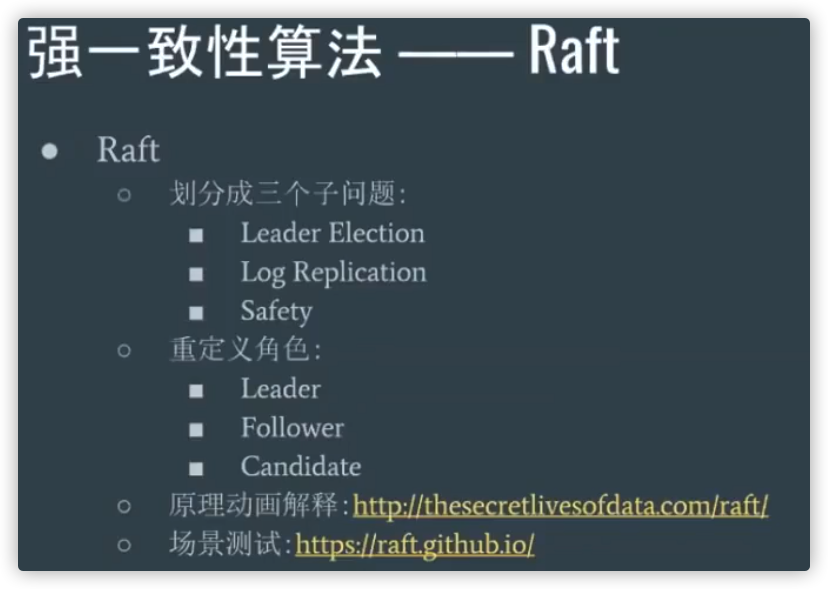 强一致性算法 —— Raft
● Raft
○ 划分成三个子问题:
■ Leader Election
■ Log Replication
■ Safety
○ 重定义角色:
■ Leader
■ Follower
■ Candidate
○ 原理动画解释:http://thesecretlivesofdata.com/raft/
○ 场景测试:https://raft.github.io/